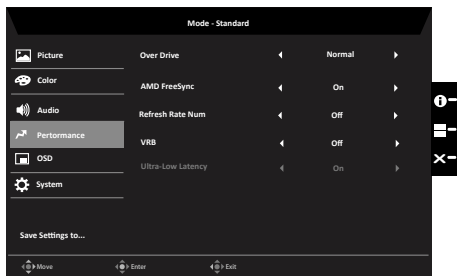 Mode - Standard
Picture
Over Drive Normal
Color
AMD FreeSync On
Audio
Refresh Rate Num Off
Pertormance
VRB Off
OSD
Ultra-Low Latency On
System
Save Settings to...
Move Enter Exit